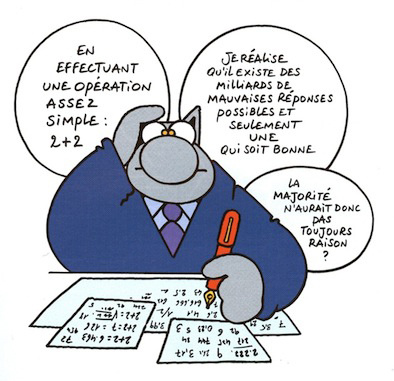 EN
EFFECTUANT
UNE OPÉRATION
ASSEZ
SIMPLE :
2+2
JE RÉALISE
QU'IL EXISTE DES
MILLIARDS DE
MAUVAISES RÉPONSES
POSSIBLES ET
SEULEMENT
UNE
QUI SOIT BONNE
LA
MAJORITÉ
N'AURAIT DONC
PAS
TOUJOURS
RAISON
?